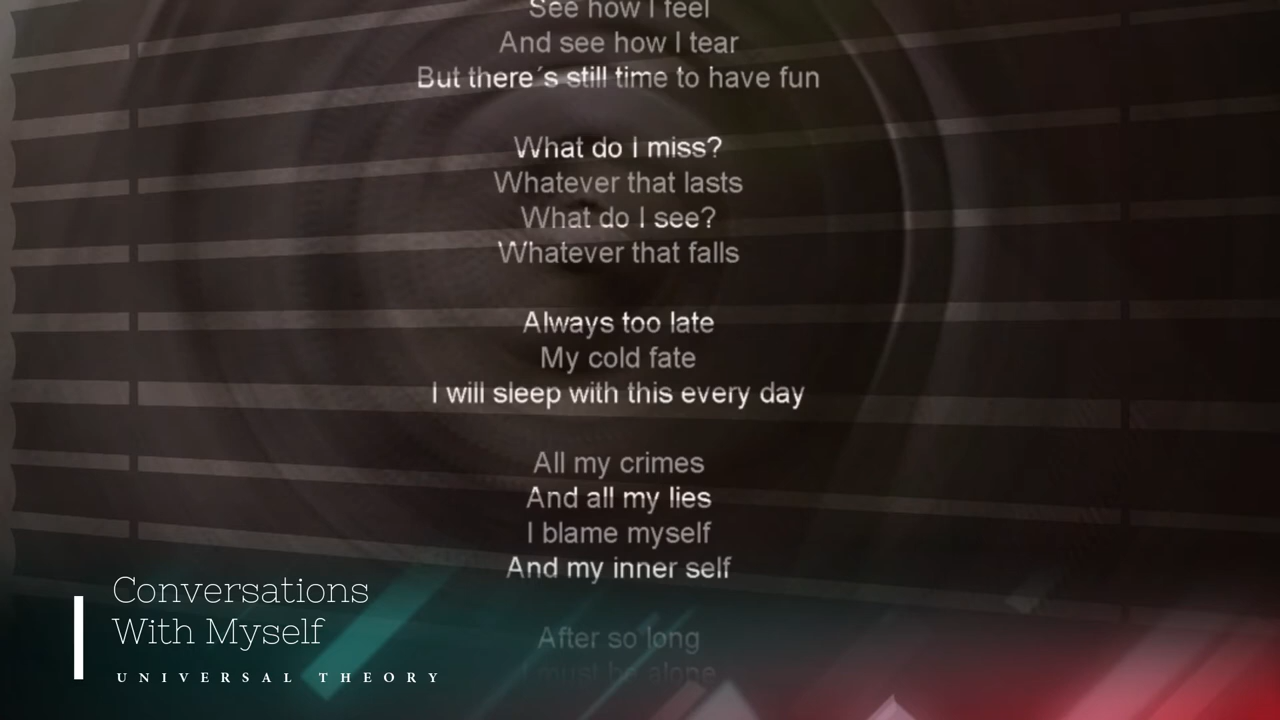 See how I feel
And see how I tear
But there´s still time to have fun
What do I miss?
Whatever that lasts
What do I see?
Whatever that falls
Always too late
My cold fate
I will sleep with this every day
All my crimes
And all my lies
I blame myself
And my inner self
After so long
I must be alone
Conversations
With Myself
UNIVERSAL THEORY